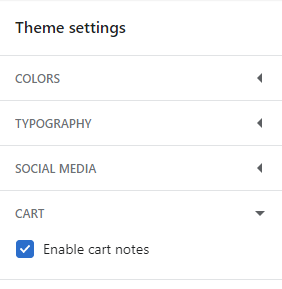 Theme settings
COLORS
TYPOGRAPHY
SOCIAL MEDIA
CART
Enable cart notes